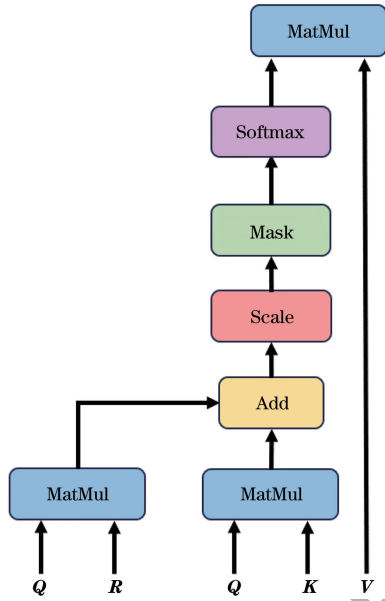 MatMul
Softmax
Mask
Scale
Add
MatMul MatMul
Q R Q K V